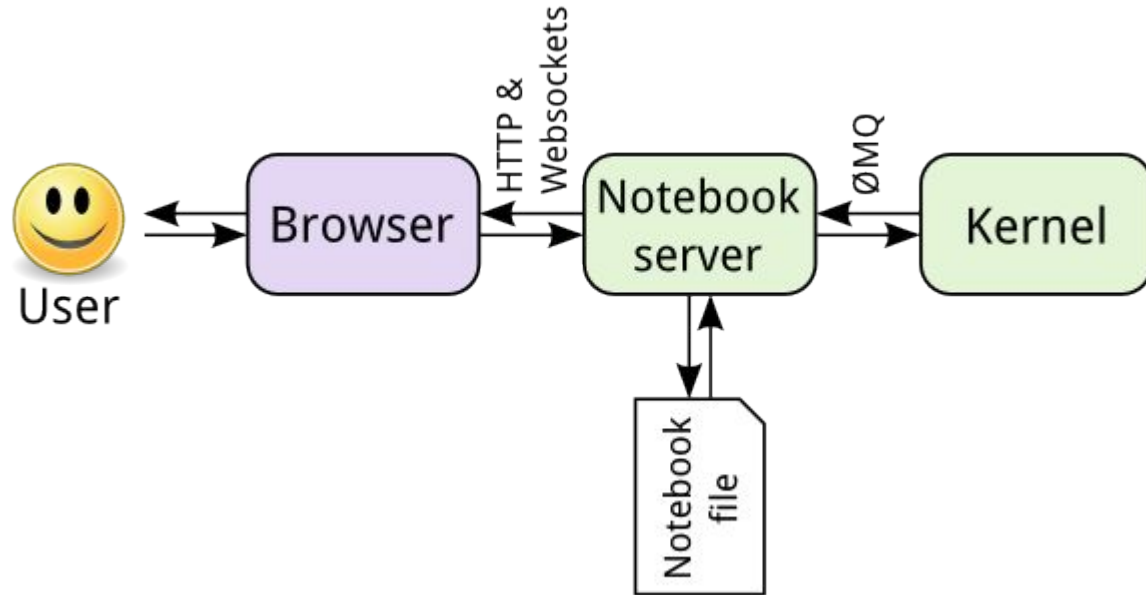 User
Browser
HTTP &
Websockets
Notebook
server
ØMQ
Kernel
Notebook
file